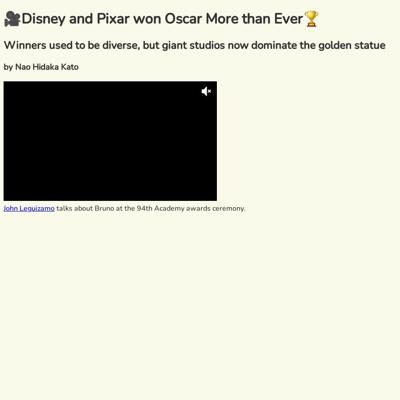 🎥Disney and Pixar won Oscar More than Ever🏆
Winners used to be diverse, but giant studios now dominate the golden statue
by Nao Hidaka Kato
John Leguizamo talks about Bruno at the 94th Academy awards ceremony.